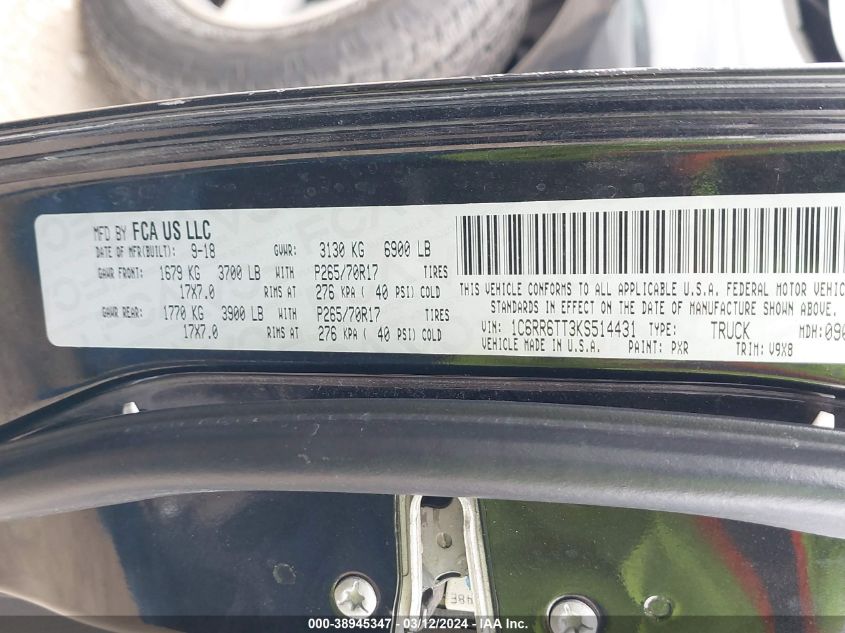 MFD BY FCA US LLC
DATE OF MFR(BUILT): 9-18 GVWR: 3130 KG 6900 LB
GAWR FRONT: 1679 KG 3700 LB WITH P265/70R17 TIRES
17X7.0 RIMS AT 276 KPA ( 40 PSI) COLD
GAWR REAR: 1770 KG 3900 LB WITH P265/70R17 TIRES
17X7.0 RIMS AT 276 KPA ( 40 PSI) COLD
THIS VEHICLE CONFORMS TO ALL APPLICABLE U.S.A. FEDERAL MOTOR
STANDARDS IN EFFECT ON THE DATE OF MANUFACTURE SHOWN ABOVE.
VIN: 1C6RR6TT3KS514431 TYPE: TRUCK MDH:090
VEHICLE MADE IN U.S.A. PAINT: PXR TRIM: V9X8
000-38945347 - 03/12/2024 - IAAI.COM